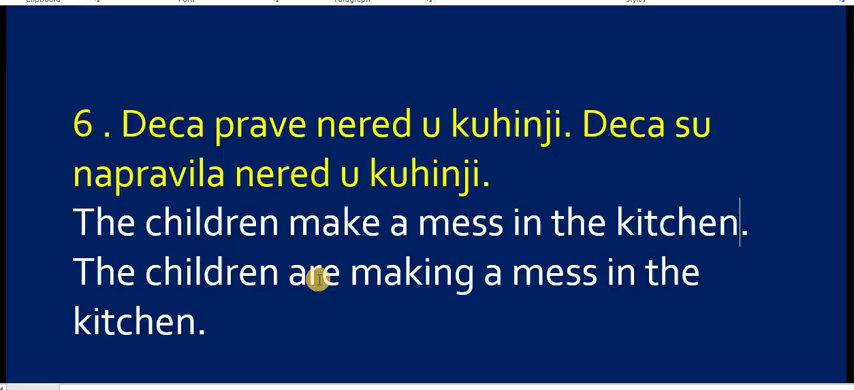 6 . Deca prave nered u kuhinji. Deca su
napravila nered u kuhinji.
The children make a mess in the kitchen.
The children are making a mess in the
kitchen.